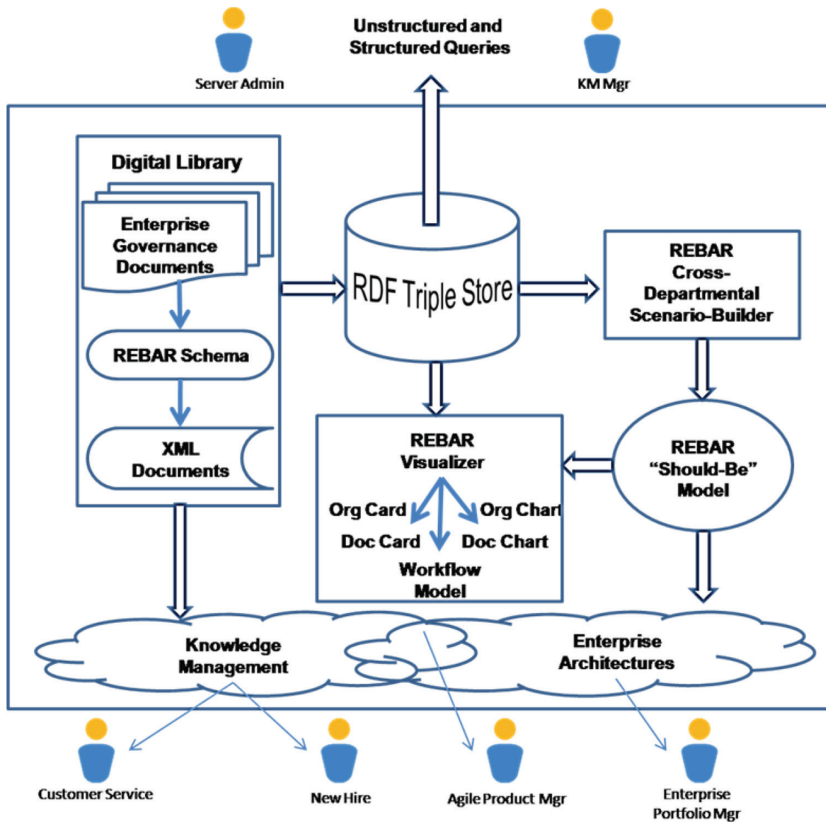 Unstructured and
Structured Queries
Server Admin
KM Mgr
Digital Library
Enterprise
Governance
Documents
REBAR Schema
XML
Documents
RDF Triple Store
REBAR
Cross-
Departmental
Scenario-Builder
REBAR
Visualizer
Org Card
Org Chart
Doc Card
Doc Chart
Workflow
Model
REBAR
“Should-Be”
Model
Knowledge
Management
Enterprise
Architectures
Customer Service
New Hire
Agile Product Mgr
Enterprise
Portfolio Mgr